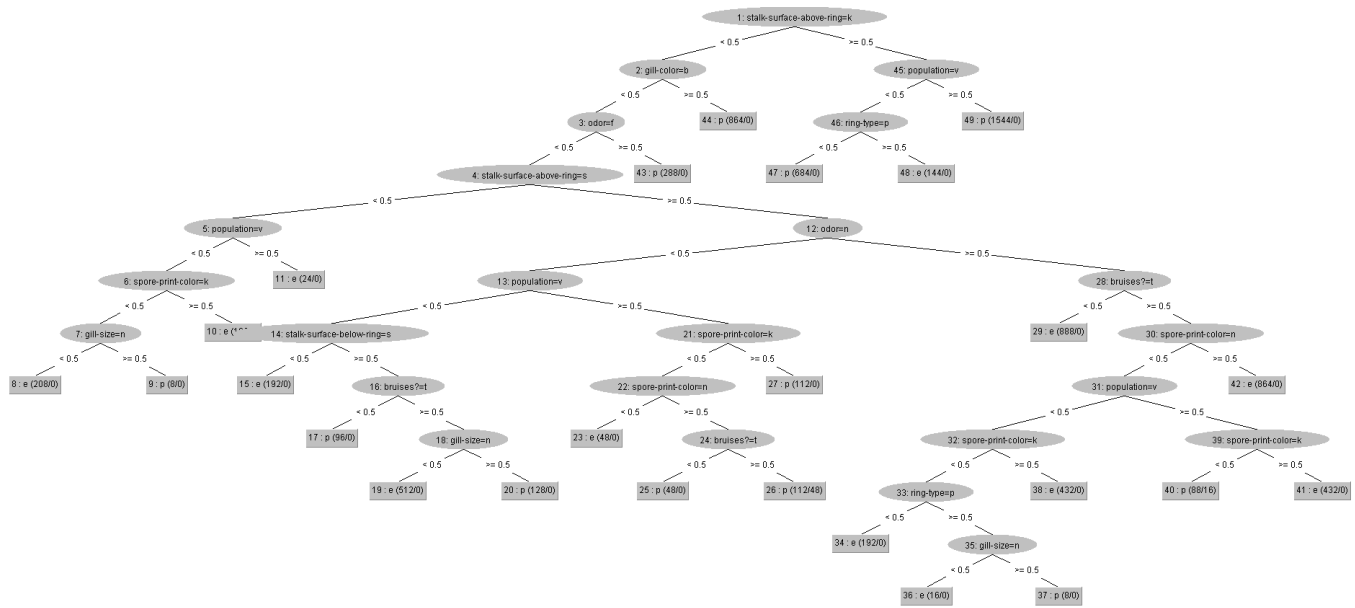 1: stalk-surface-above-ring=k
< 0.5 >= 0.5
2: gill-color=b 45: population=v
< 0.5 >= 0.5 < 0.5 >= 0.5
3: odor=f 44 : p (864/0) 46: ring-type=p 49 : p (1544/0)
< 0.5 >= 0.5 < 0.5 >= 0.5
4: stalk-surface-above-ring=s 43 : p (288/0) 47 : p (684/0) 48 : e (144/0)
< 0.5 >= 0.5
5: population=v 12: odor=n
< 0.5 >= 0.5 < 0.5 >= 0.5
6: spore-print-color=k 11 : e (24/0) 13: population=v 28: bruises?=t
< 0.5 >= 0.5 < 0.5 >= 0.5 < 0.5 >= 0.5
7: gill-size=n 10 : e 14: stalk-surface-below-ring=s 21: spore-print-color=k 29 : e (888/0) 30: spore-print-color=n
< 0.5 >= 0.5 < 0.5 >= 0.5 < 0.5 >= 0.5 < 0.5 >= 0.5
8 : e (208/0) 9 : p (8/0) 15 : e (192/0) 16: bruises?=t 22: spore-print-color=n 27 : p (112/0) 31: population=v 42 : e (864/0)
< 0.5 >= 0.5 < 0.5 >= 0.5 < 0.5 >= 0.5
17 : p (96/0) 18: gill-size=n 23 : e (48/0) 24: bruises?=t 32: spore-print-color=k 39: spore-print-color=k
< 0.5 >= 0.5 < 0.5 >= 0.5 < 0.5 >= 0.5 < 0.5 >= 0.5
19 : e (512/0) 20 : p (128/0) 25 : p (48/0) 26 : p (112/48) 33: ring-type=p 38 : e (432/0) 40 : p (88/16) 41 : e (432/0)
< 0.5 >= 0.5
34 : e (192/0) 35: gill-size=n
< 0.5 >= 0.5
36 : e (16/0) 37 : p (8/0)